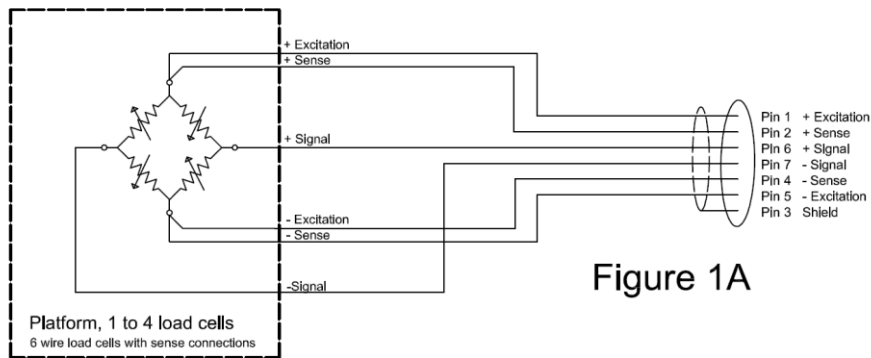 + Excitation
+ Sense
+ Signal
- Excitation
- Sense
-Signal
Pin 1 + Excitation
Pin 2 + Sense
Pin 6 + Signal
Pin 7 - Signal
Pin 4 - Sense
Pin 5 - Excitation
Pin 3 Shield
Figure 1A
Platform, 1 to 4 load cells
6 wire load cells with sense connections